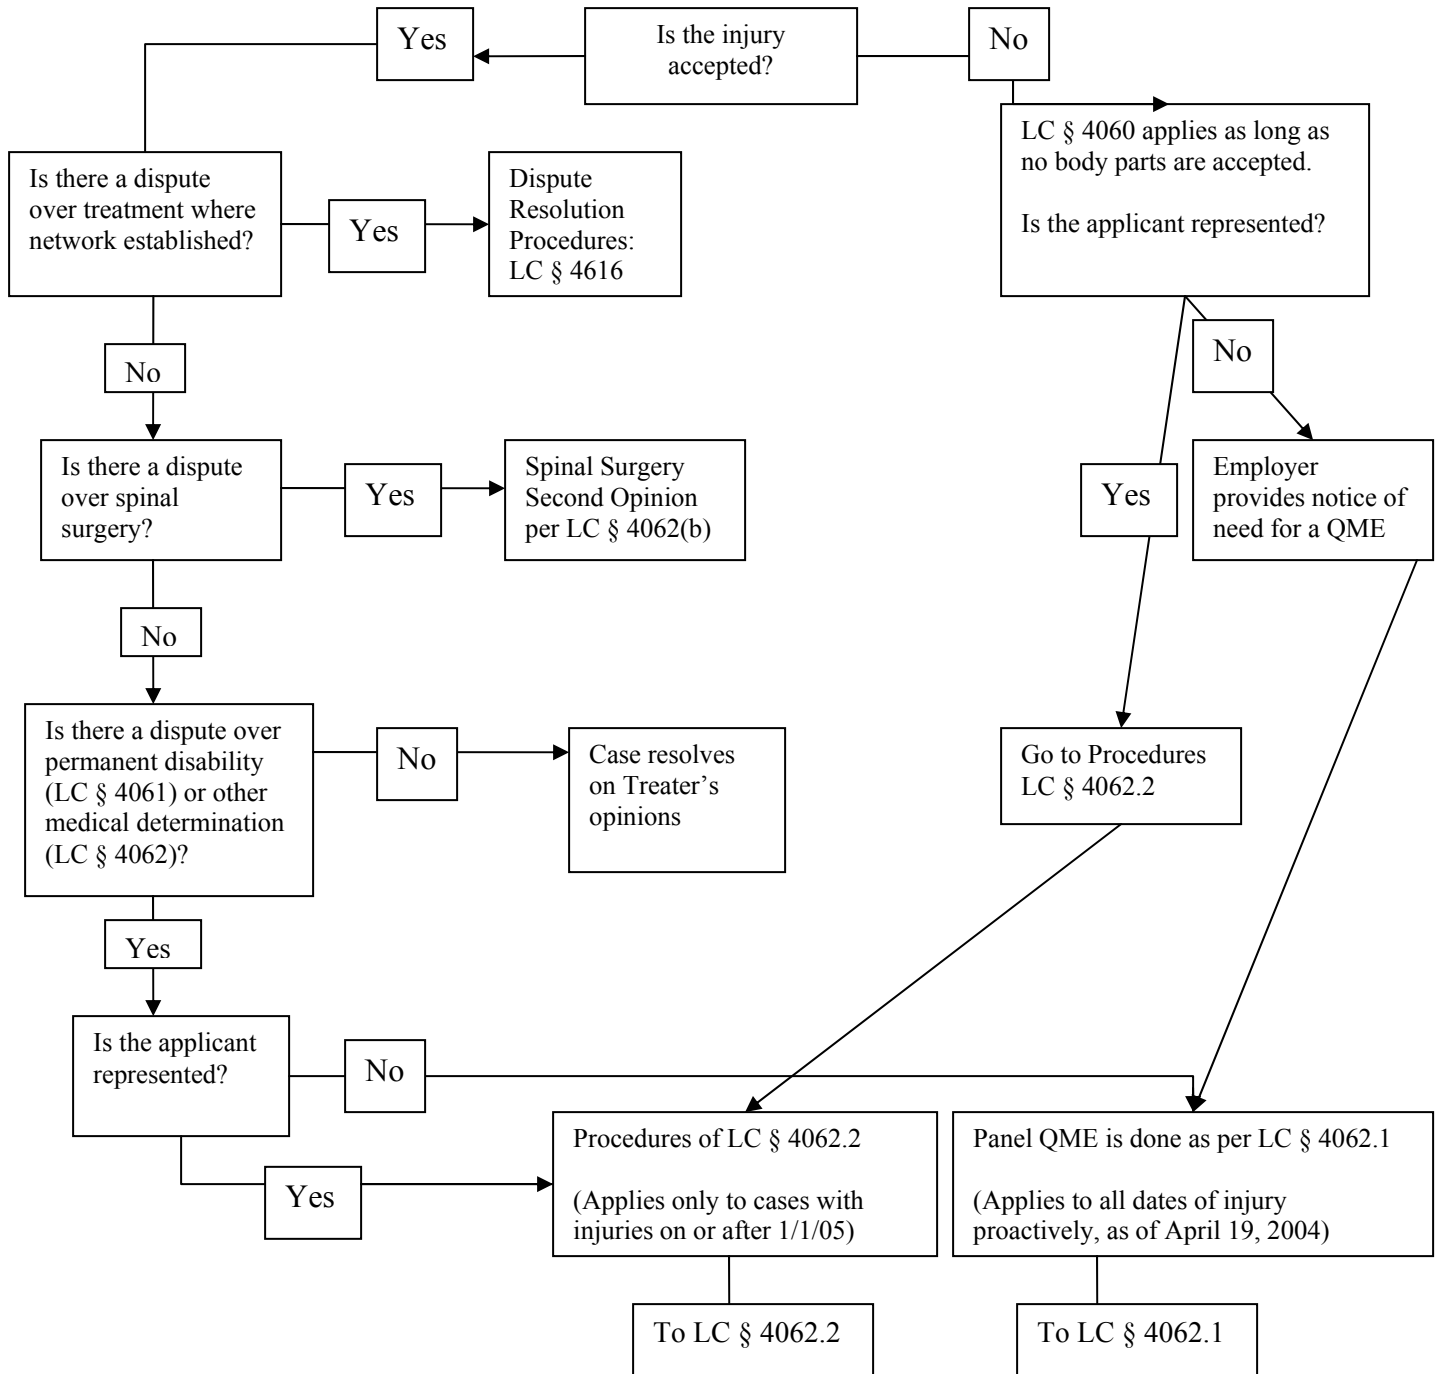 Yes
Is the injury
accepted?
No
LC § 4060 applies as long as
no body parts are accepted.
Is the applicant represented?
Is there a dispute
over treatment where
network established?
Yes
Dispute
Resolution
Procedures:
LC § 4616
No
No
Is there a dispute
over spinal
surgery?
Yes
Spinal Surgery
Second Opinion
per LC § 4062(b)
Yes
Employer
provides notice of
need for a QME
No
Is there a dispute over
permanent disability
(LC § 4061) or other
medical determination
(LC § 4062)?
No
Case resolves
on Treater’s
opinions
Go to Procedures
LC § 4062.2
Yes
Is the applicant
represented?
No
Yes
Procedures of LC § 4062.2
(Applies only to cases with
injuries on or after 1/1/05)
Panel QME is done as per LC § 4062.1
(Applies to all dates of injury
proactively, as of April 19, 2004)
To LC § 4062.2
To LC § 4062.1